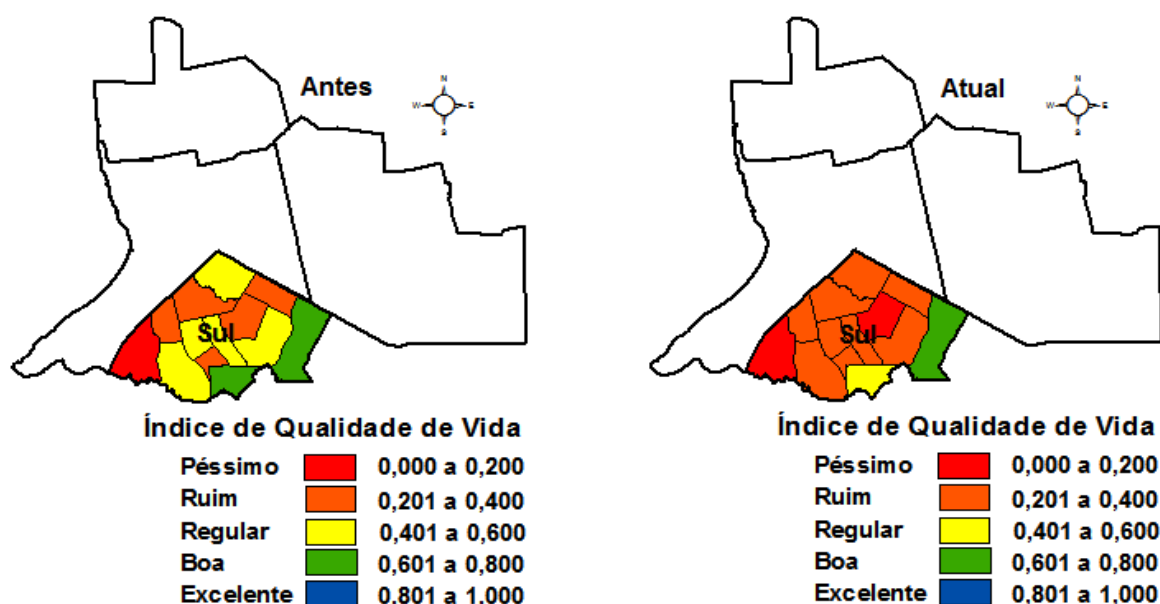 Antes
N
W
E
S
Sul
Índice de Qualidade de Vida
Péssimo 0,000 a 0,200
Ruim 0,201 a 0,400
Regular 0,401 a 0,600
Boa 0,601 a 0,800
Excelente 0,801 a 1,000
Atual
N
W
E
S
Sul
Índice de Qualidade de Vida
Péssimo 0,000 a 0,200
Ruim 0,201 a 0,400
Regular 0,401 a 0,600
Boa 0,601 a 0,800
Excelente 0,801 a 1,000